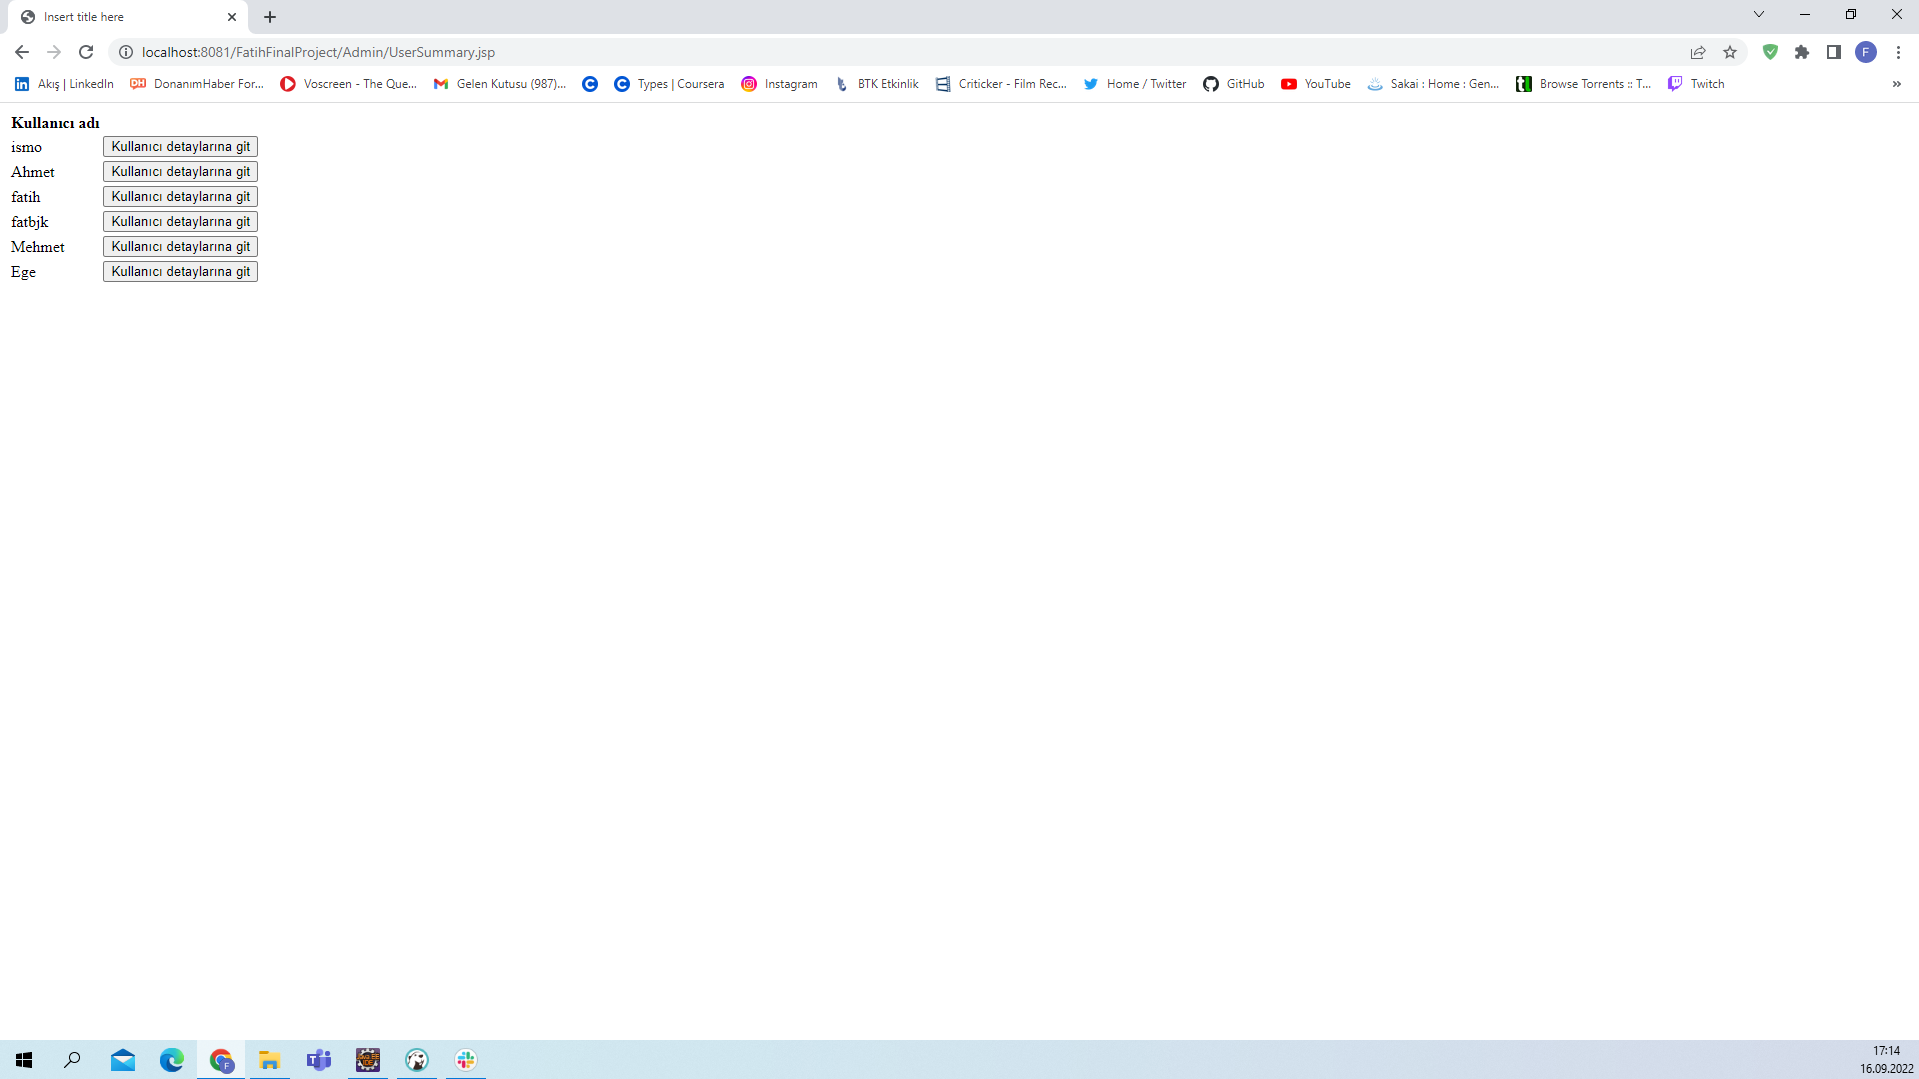 Insert title here
localhost:8081/FatihFinalProject/Admin/UserSummary.jsp
F
Akış | LinkedIn DonanımHaber For... Voscreen - The Que... Gelen Kutusu (987)... Types | Coursera Instagram BTK Etkinlik Criticker - Film Rec... Home / Twitter GitHub YouTube Sakai : Home : Gen... Browse Torrents :: T... Twitch »
Kullanıcı adı
ismo Kullanıcı detaylarına git
Ahmet Kullanıcı detaylarına git
fatih Kullanıcı detaylarına git
fatbjk Kullanıcı detaylarına git
Mehmet Kullanıcı detaylarına git
Ege Kullanıcı detaylarına git
17:14
16.09.2022